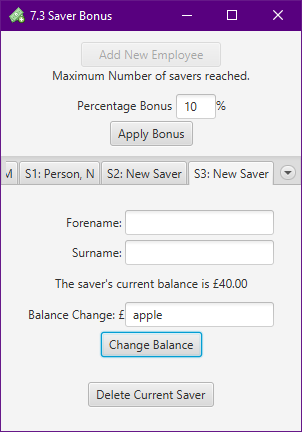 7.3 Saver Bonus
Add New Employee
Maximum Number of savers reached.
Percentage Bonus 10 %
Apply Bonus
M S1: Person, N S2: New Saver S3: New Saver
Forename:
Surname:
The saver's current balance is £40.00
Balance Change: £ apple
Change Balance
Delete Current Saver